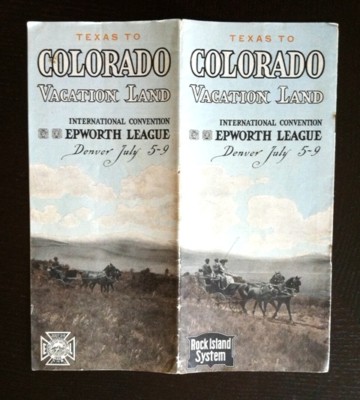 TEXAS TO
COLORADO
VACATION LAND
INTERNATIONAL CONVENTION
EPWORTH LEAGUE
Denver July 5-9
E L
TEXAS TO
COLORADO
VACATION LAND
INTERNATIONAL CONVENTION
EPWORTH LEAGUE
Denver July 5-9
Rock Island
System